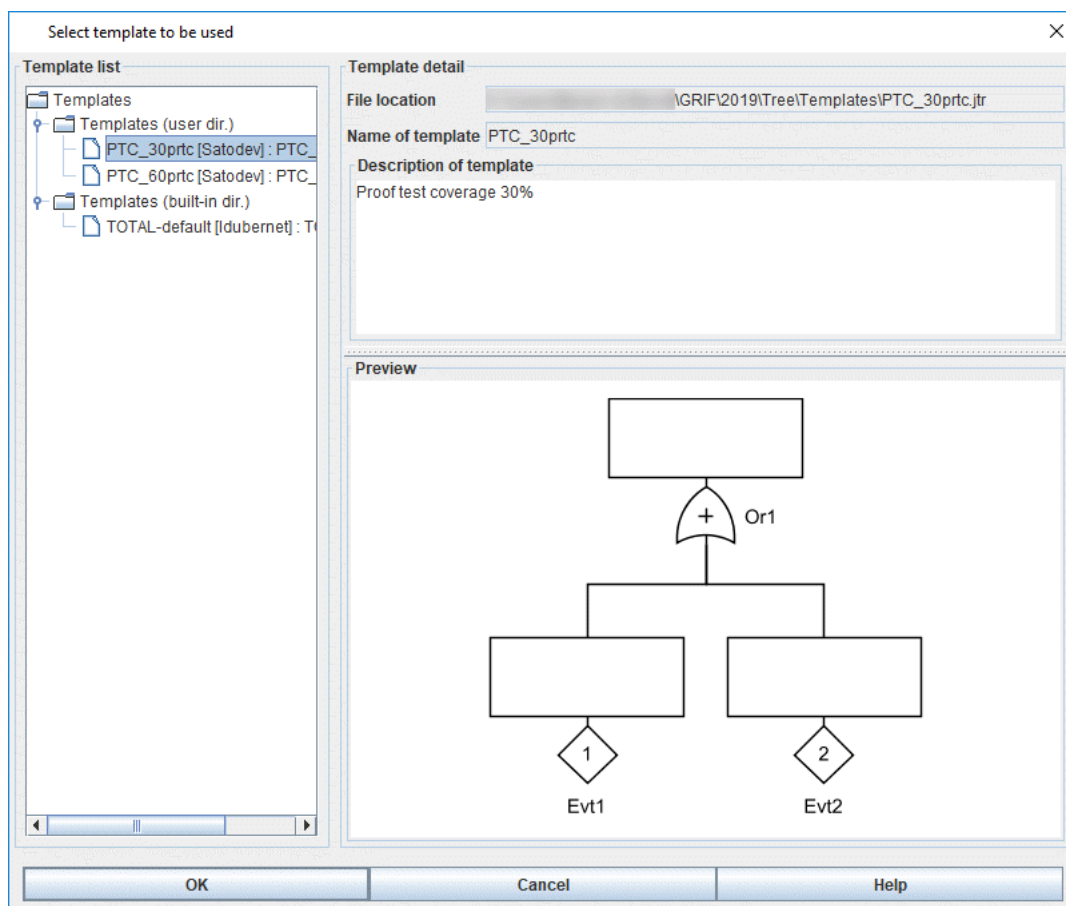 Select template to be used
Template list
Templates
Templates (user dir.)
PTC_30prtc [Satodev] : PTC_
PTC_60prtc [Satodev] : PTC_
Templates (built-in dir.)
TOTAL-default [ldubernet] : T
Template detail
File location \GRIF\2019\Tree\Templates\PTC_30prtc.jtr
Name of template PTC_30prtc
Description of template
Proof test coverage 30%
Preview
+ Or1
1 2
Evt1 Evt2
OK Cancel Help